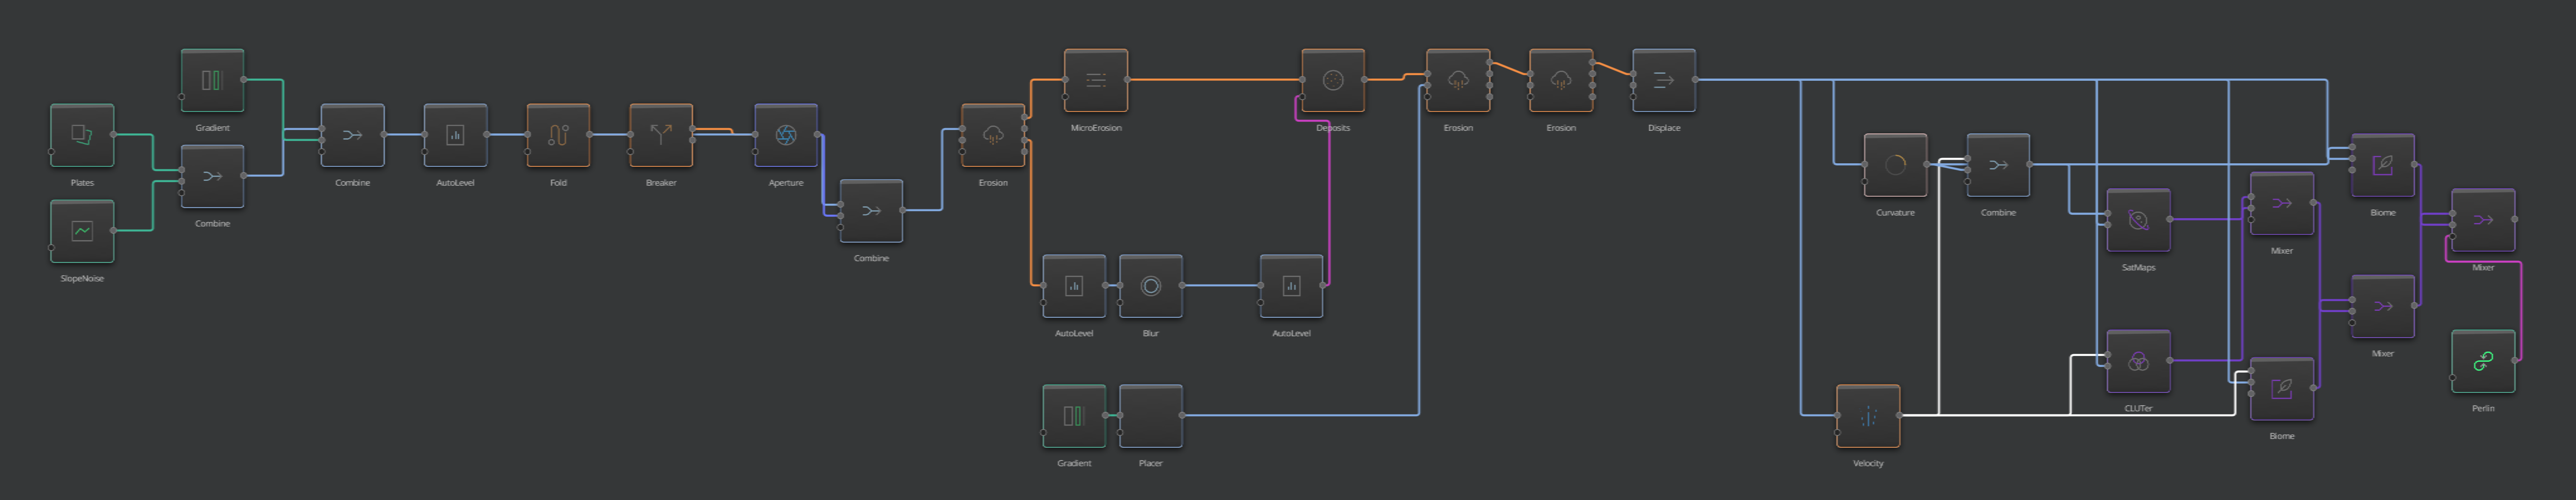 Gradient
Plates
Combine
SlopeNoise
Combine
AutoLevel
Fold
Breaker
Aperture
Combine
Erosion
MicroErosion
AutoLevel
Blur
AutoLevel
Gradient
Placer
Deposits
Erosion
Erosion
Displace
Curvature
Combine
Velocity
SatMaps
CLUTer
Mixer
Biome
Biome
Mixer
Mixer
Perlin